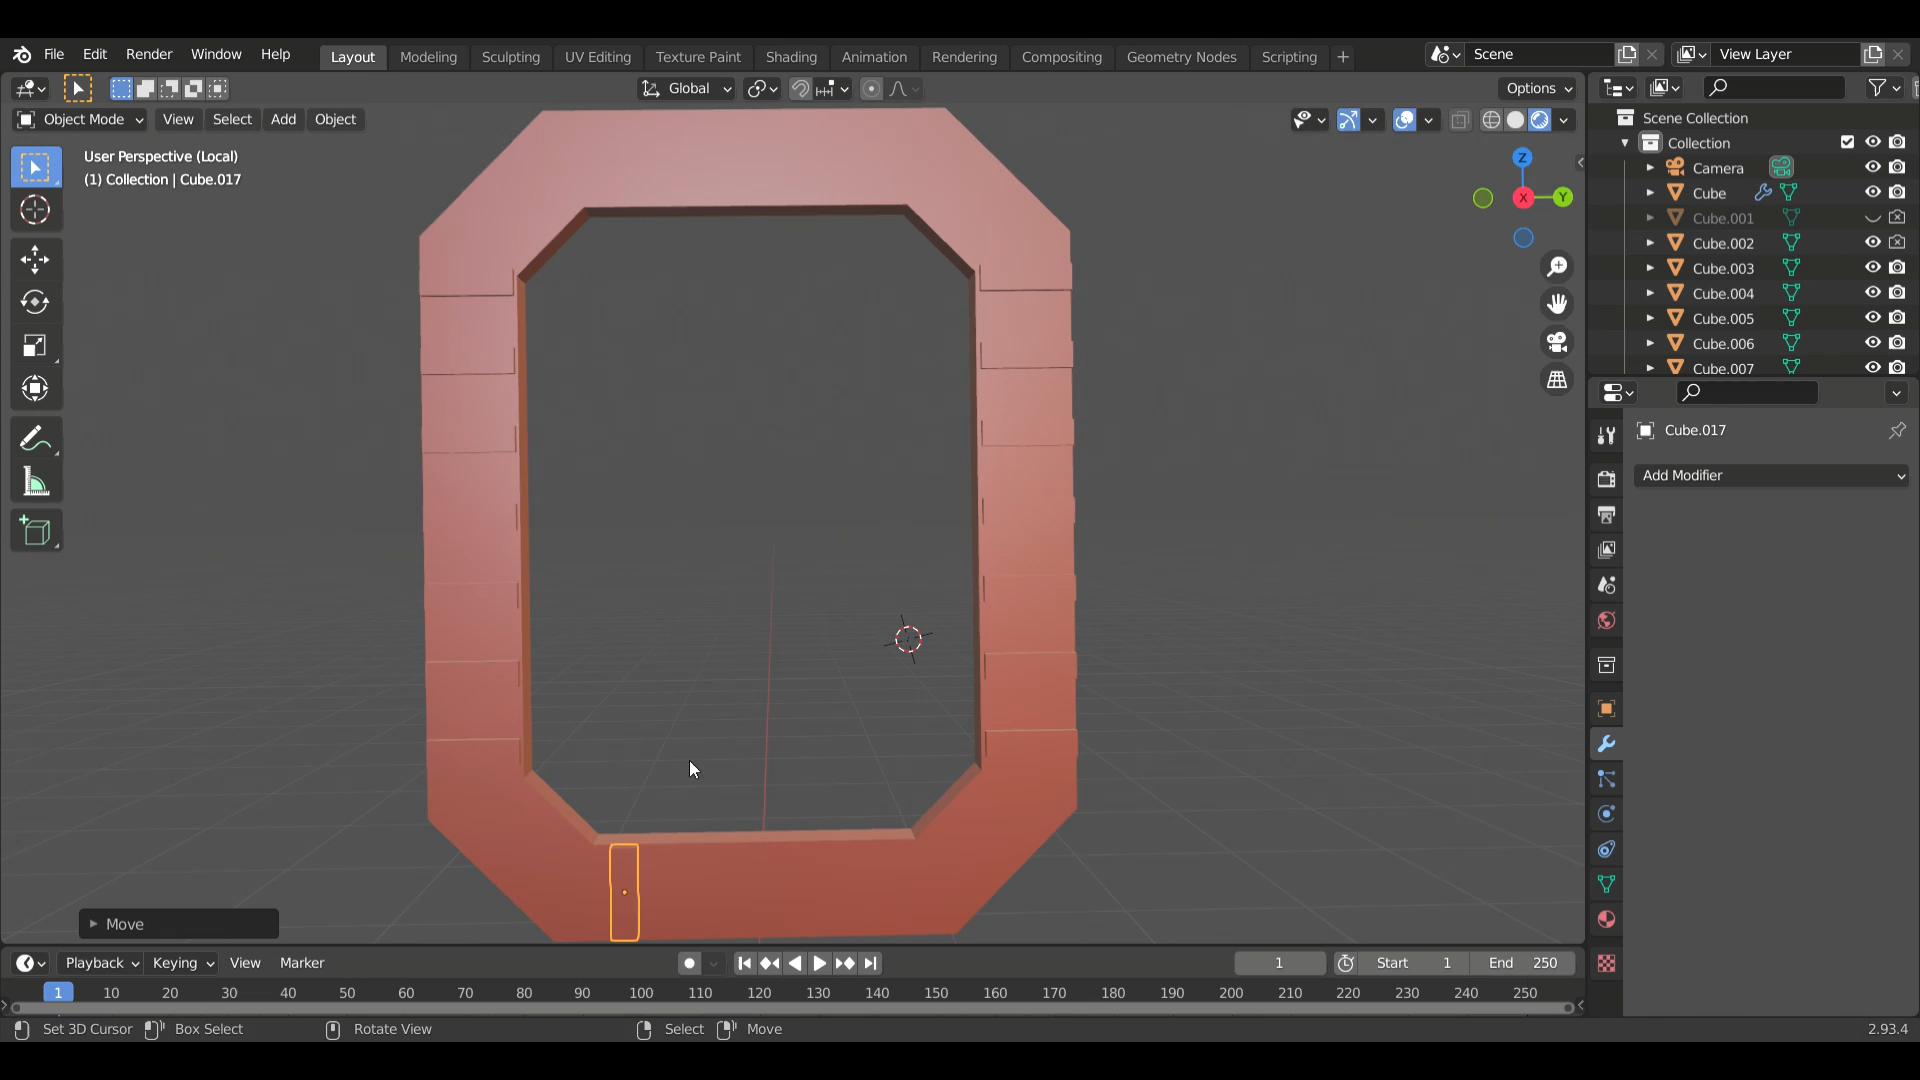 File Edit Render Window Help Layout Modeling Sculpting UV Editing Texture Paint Shading Animation Rendering Compositing Geometry Nodes Scripting + Scene View Layer
Global Options
Object Mode View Select Add Object
User Perspective (Local)
(1) Collection | Cube.017
Z
X
Y
Scene Collection
Collection
Camera
Cube
Cube.001
Cube.002
Cube.003
Cube.004
Cube.005
Cube.006
Cube.007
Cube.017
Add Modifier
Move
Playback Keying View Marker 1 Start 1 End 250
1 10 20 30 40 50 60 70 80 90 100 110 120 130 140 150 160 170 180 190 200 210 220 230 240 250
Set 3D Cursor Box Select Rotate View Select Move 2.93.4